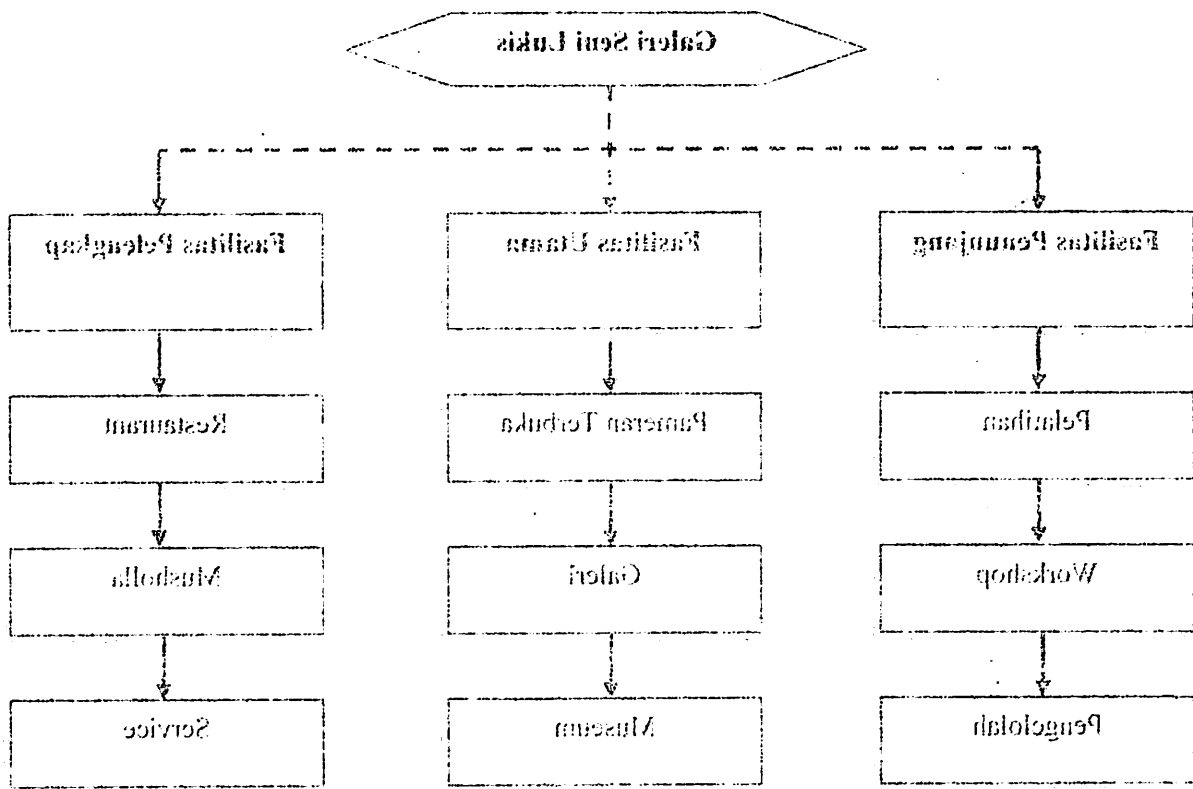 Galeri Seni Lukis
Fasilitas Penunjang
Fasilitas Utama
Fasilitas Pelengkap
Pelatihan
Pameran Terbuka
Restaurant
Workshop
Galeri
Musholla
Pengelolah
Museum
Service